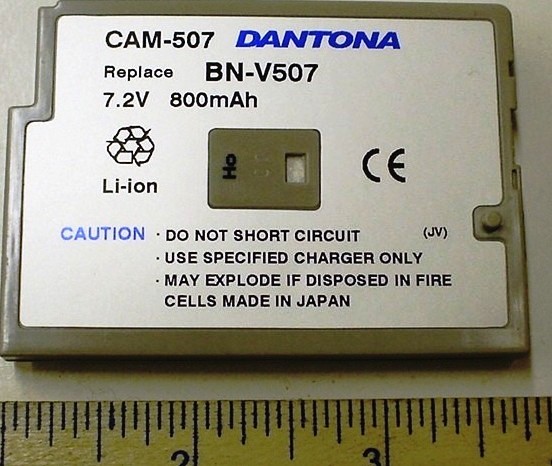 CAM-507 DANTONA
Replace BN-V507
7.2V 800mAh
Ho
CE
Li-ion
CAUTION · DO NOT SHORT CIRCUIT (JV)
· USE SPECIFIED CHARGER ONLY
· MAY EXPLODE IF DISPOSED IN FIRE
CELLS MADE IN JAPAN
2 3